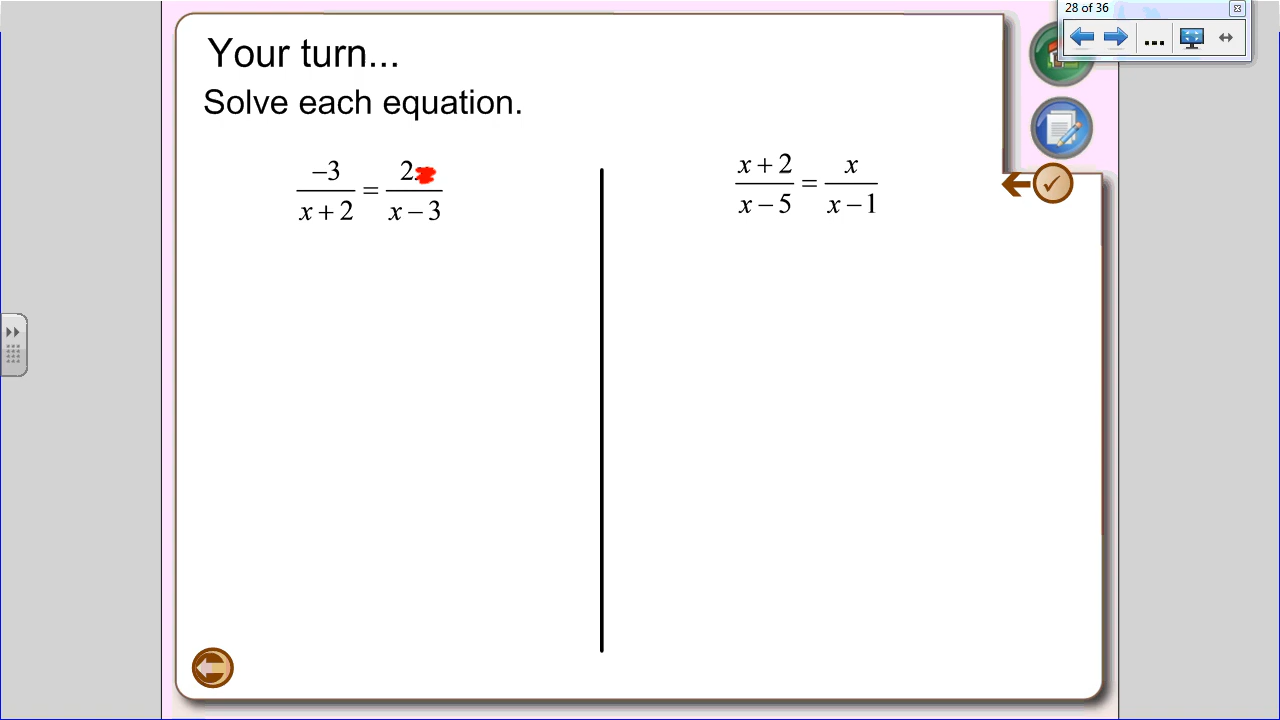 28 of 36
Your turn...
Solve each equation.
−3/(x + 2) = 2/(x − 3)
(x + 2)/(x − 5) = x/(x − 1)